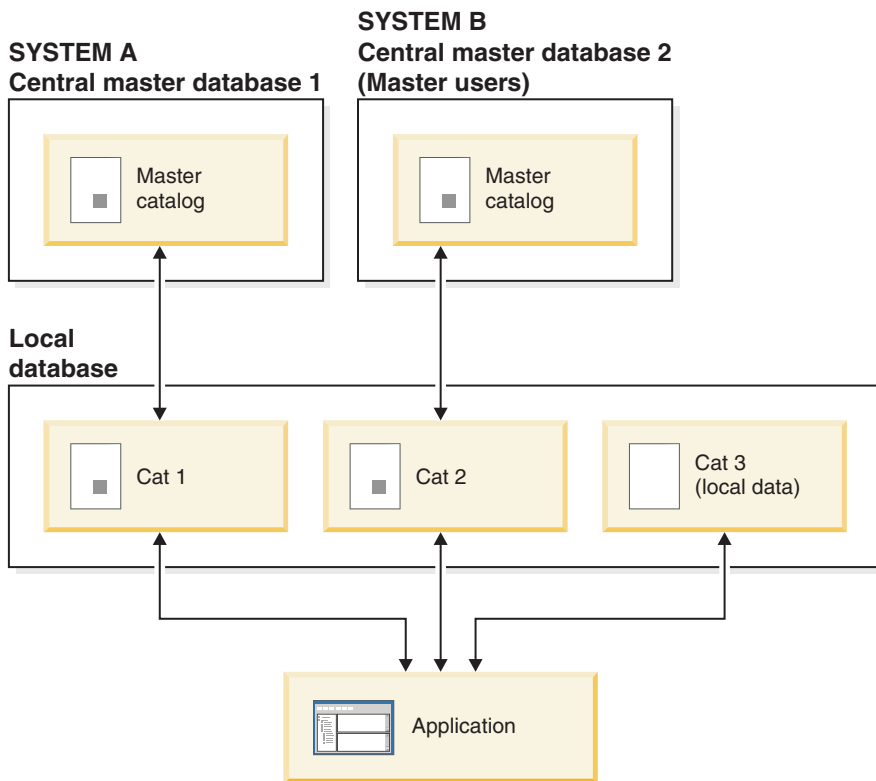 SYSTEM A
Central master database 1
SYSTEM B
Central master database 2
(Master users)
Master
catalog
Master
catalog
Local
database
Cat 1
Cat 2
Cat 3
(local data)
Application